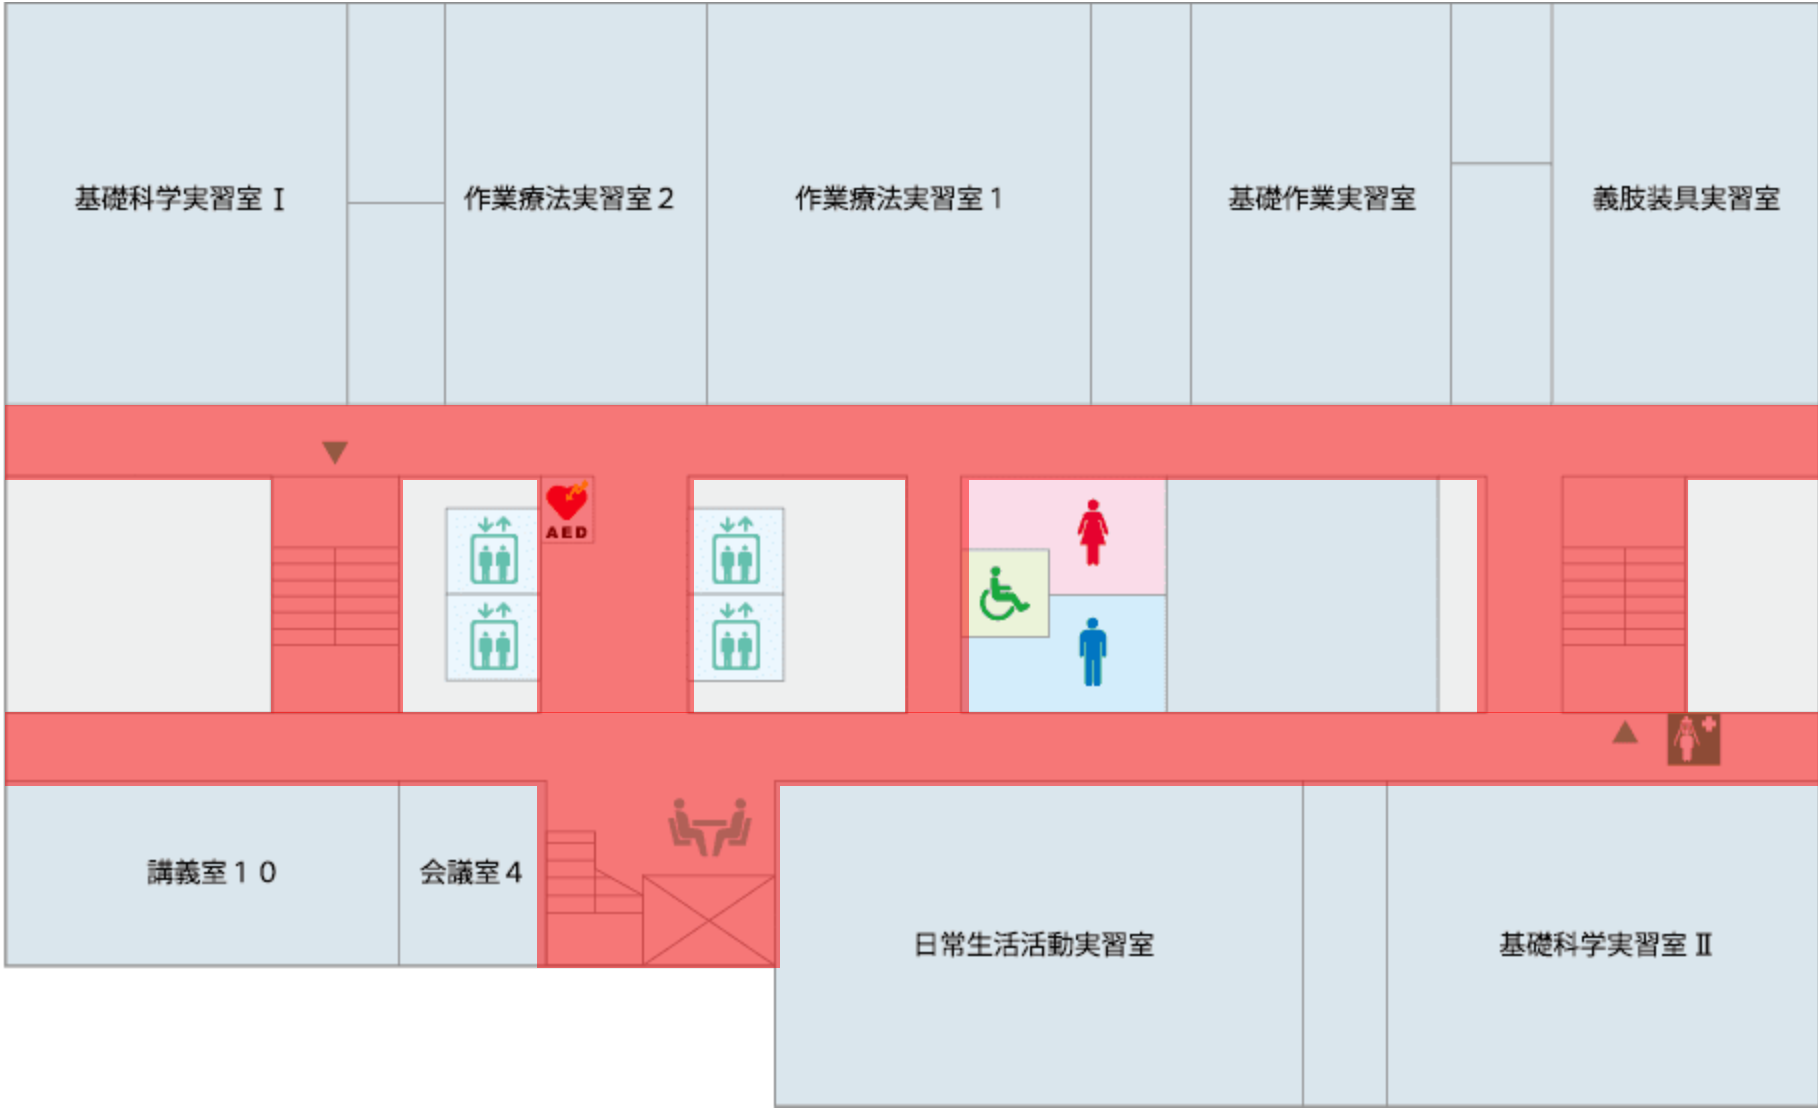 基礎科学実習室 Ⅰ
作業療法実習室 2
作業療法実習室 1
基礎作業実習室
義肢装具実習室
AED
講義室１０
会議室 4
日常生活活動実習室
基礎科学実習室 Ⅱ